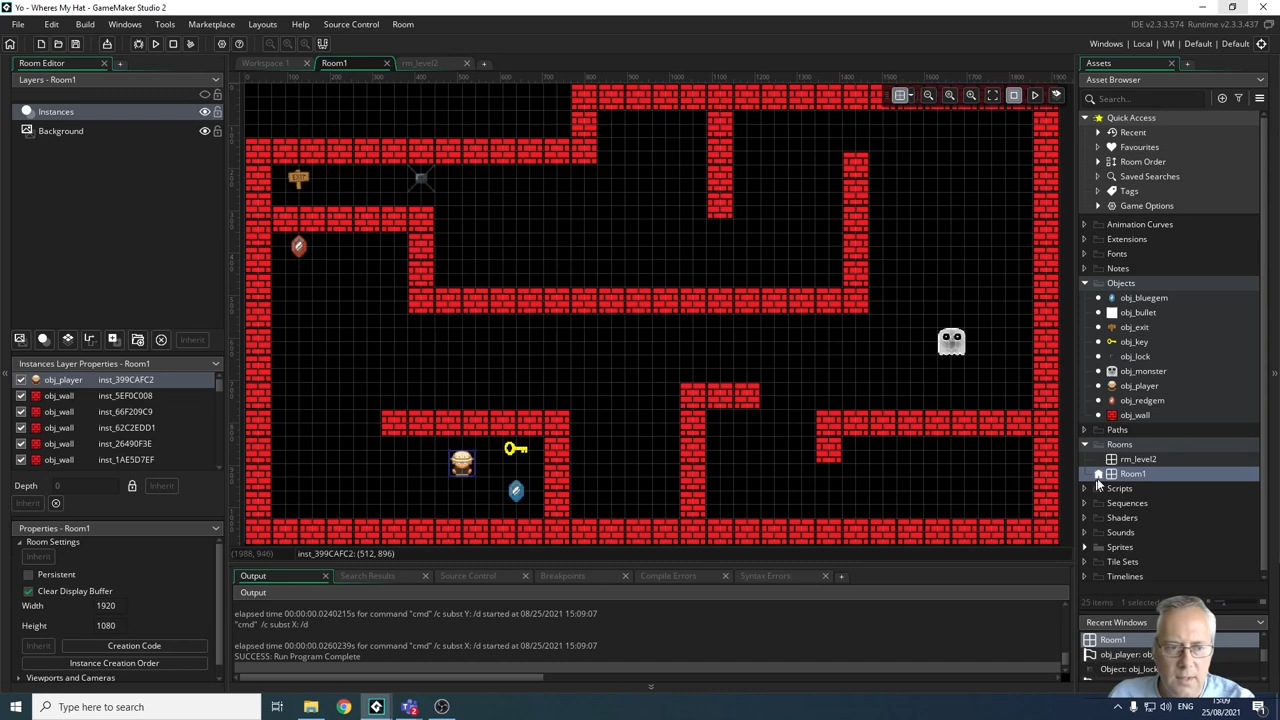 Yo - Wheres My Hat - GameMaker Studio 2
File Edit Build Windows Tools Marketplace Layouts Source Control Room
IDE v2.3.3.574 Runtime v2.3.3.437
Windows | Local | VM | Default | Default
Room Editor
Workspace 1
Room1
rm_level2
Assets
Layers - Room1
Asset Browser
Search...
Instances
Background
EXIT
Quick Access
Recent
Favourites
Room Order
Saved Searches
Tags
Game Options
Animation Curves
Extensions
Fonts
Notes
Objects
obj_bluegem
obj_bullet
obj_exit
obj_key
obj_lock
obj_monster
obj_player
obj_redgem
obj_wall
Paths
Rooms
rm_level2
Room1
Scripts
Sequences
Shaders
Sounds
Sprites
Tile Sets
Timelines
25 items
Inherit
Instances Layer Properties - Room1
obj_player inst_399CAFC2
obj_wall inst_5EF0C008
obj_wall inst_66F209C9
obj_wall inst_62C2EDD1
obj_wall inst_26490F3E
obj_wall inst_1E5D7CEF
Depth 0 Inherit
Inherit
Properties - Room1
Room Settings
Inherit
Persistent
Clear Display Buffer
Width 1920
Height 1080
Inherit Creation Code
Instance Creation Order
Viewports and Cameras
(1988, 946) inst_399CAFC2: (512, 896)
Output Search Results Source Control Breakpoints Compile Errors Syntax Errors
Output
elapsed time 00:00:00.0240215s for command "cmd" /c subst Y: /d started at 08/25/2021 15:09:07
"cmd" /c subst X: /d
elapsed time 00:00:00.0260239s for command "cmd" /c subst X: /d started at 08/25/2021 15:09:07
SUCCESS: Run Program Complete
Recent Windows
Room1
obj_player:
Object: obj_lock
Type here to search
ENG
15:09
25/08/2021